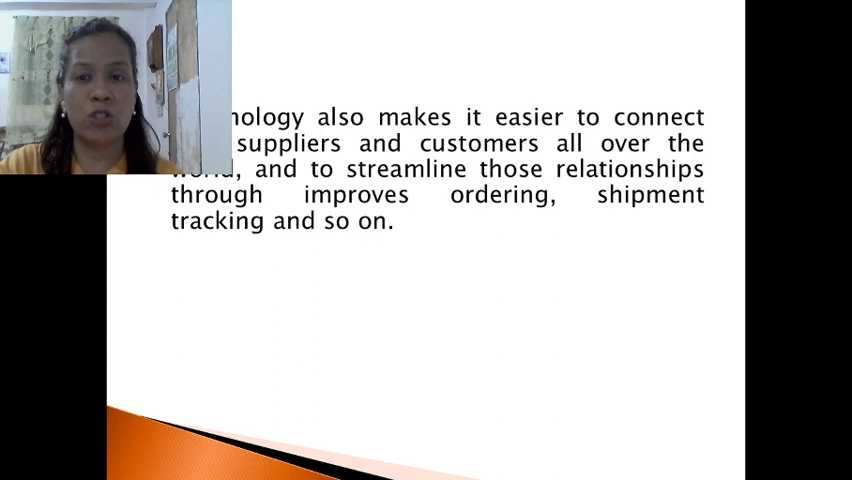 also makes it easier to connect
suppliers and customers all over the
world, and to streamline those relationships
through improves ordering, shipment
tracking and so on.